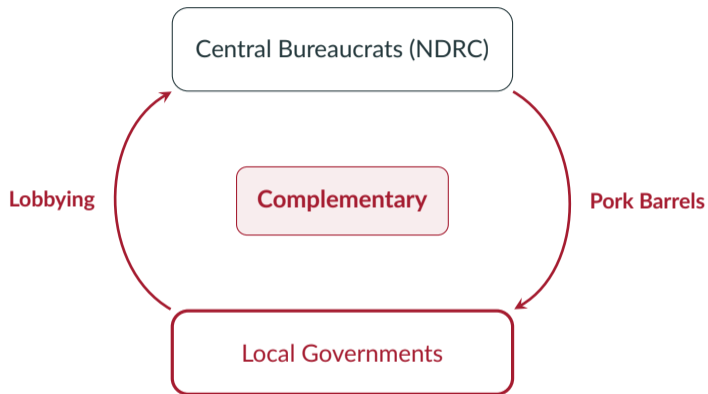 Central Bureaucrats (NDRC)
Lobbying
Complementary
Pork Barrels
Local Governments